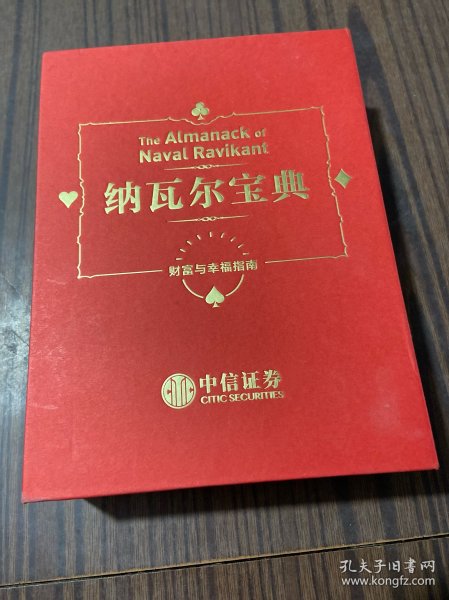 The Almanack of
Naval Ravikant
纳瓦尔宝典
财富与幸福指南
中信证券
CITIC SECURITIES
孔夫子旧书网
www.kongfz.com